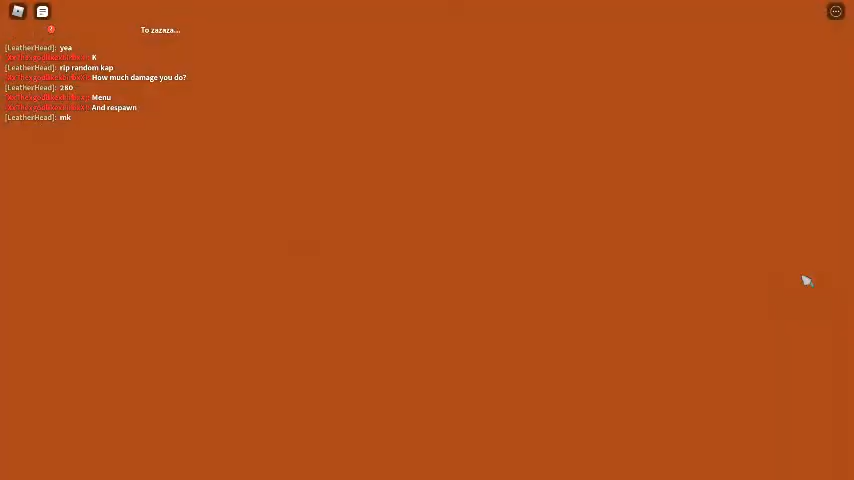 To zazaza...
[LeatherHead]: yea
K
[LeatherHead]: rip random kap
How much damage you do?
[LeatherHead]: 280
Menu
And respawn
[LeatherHead]: mk